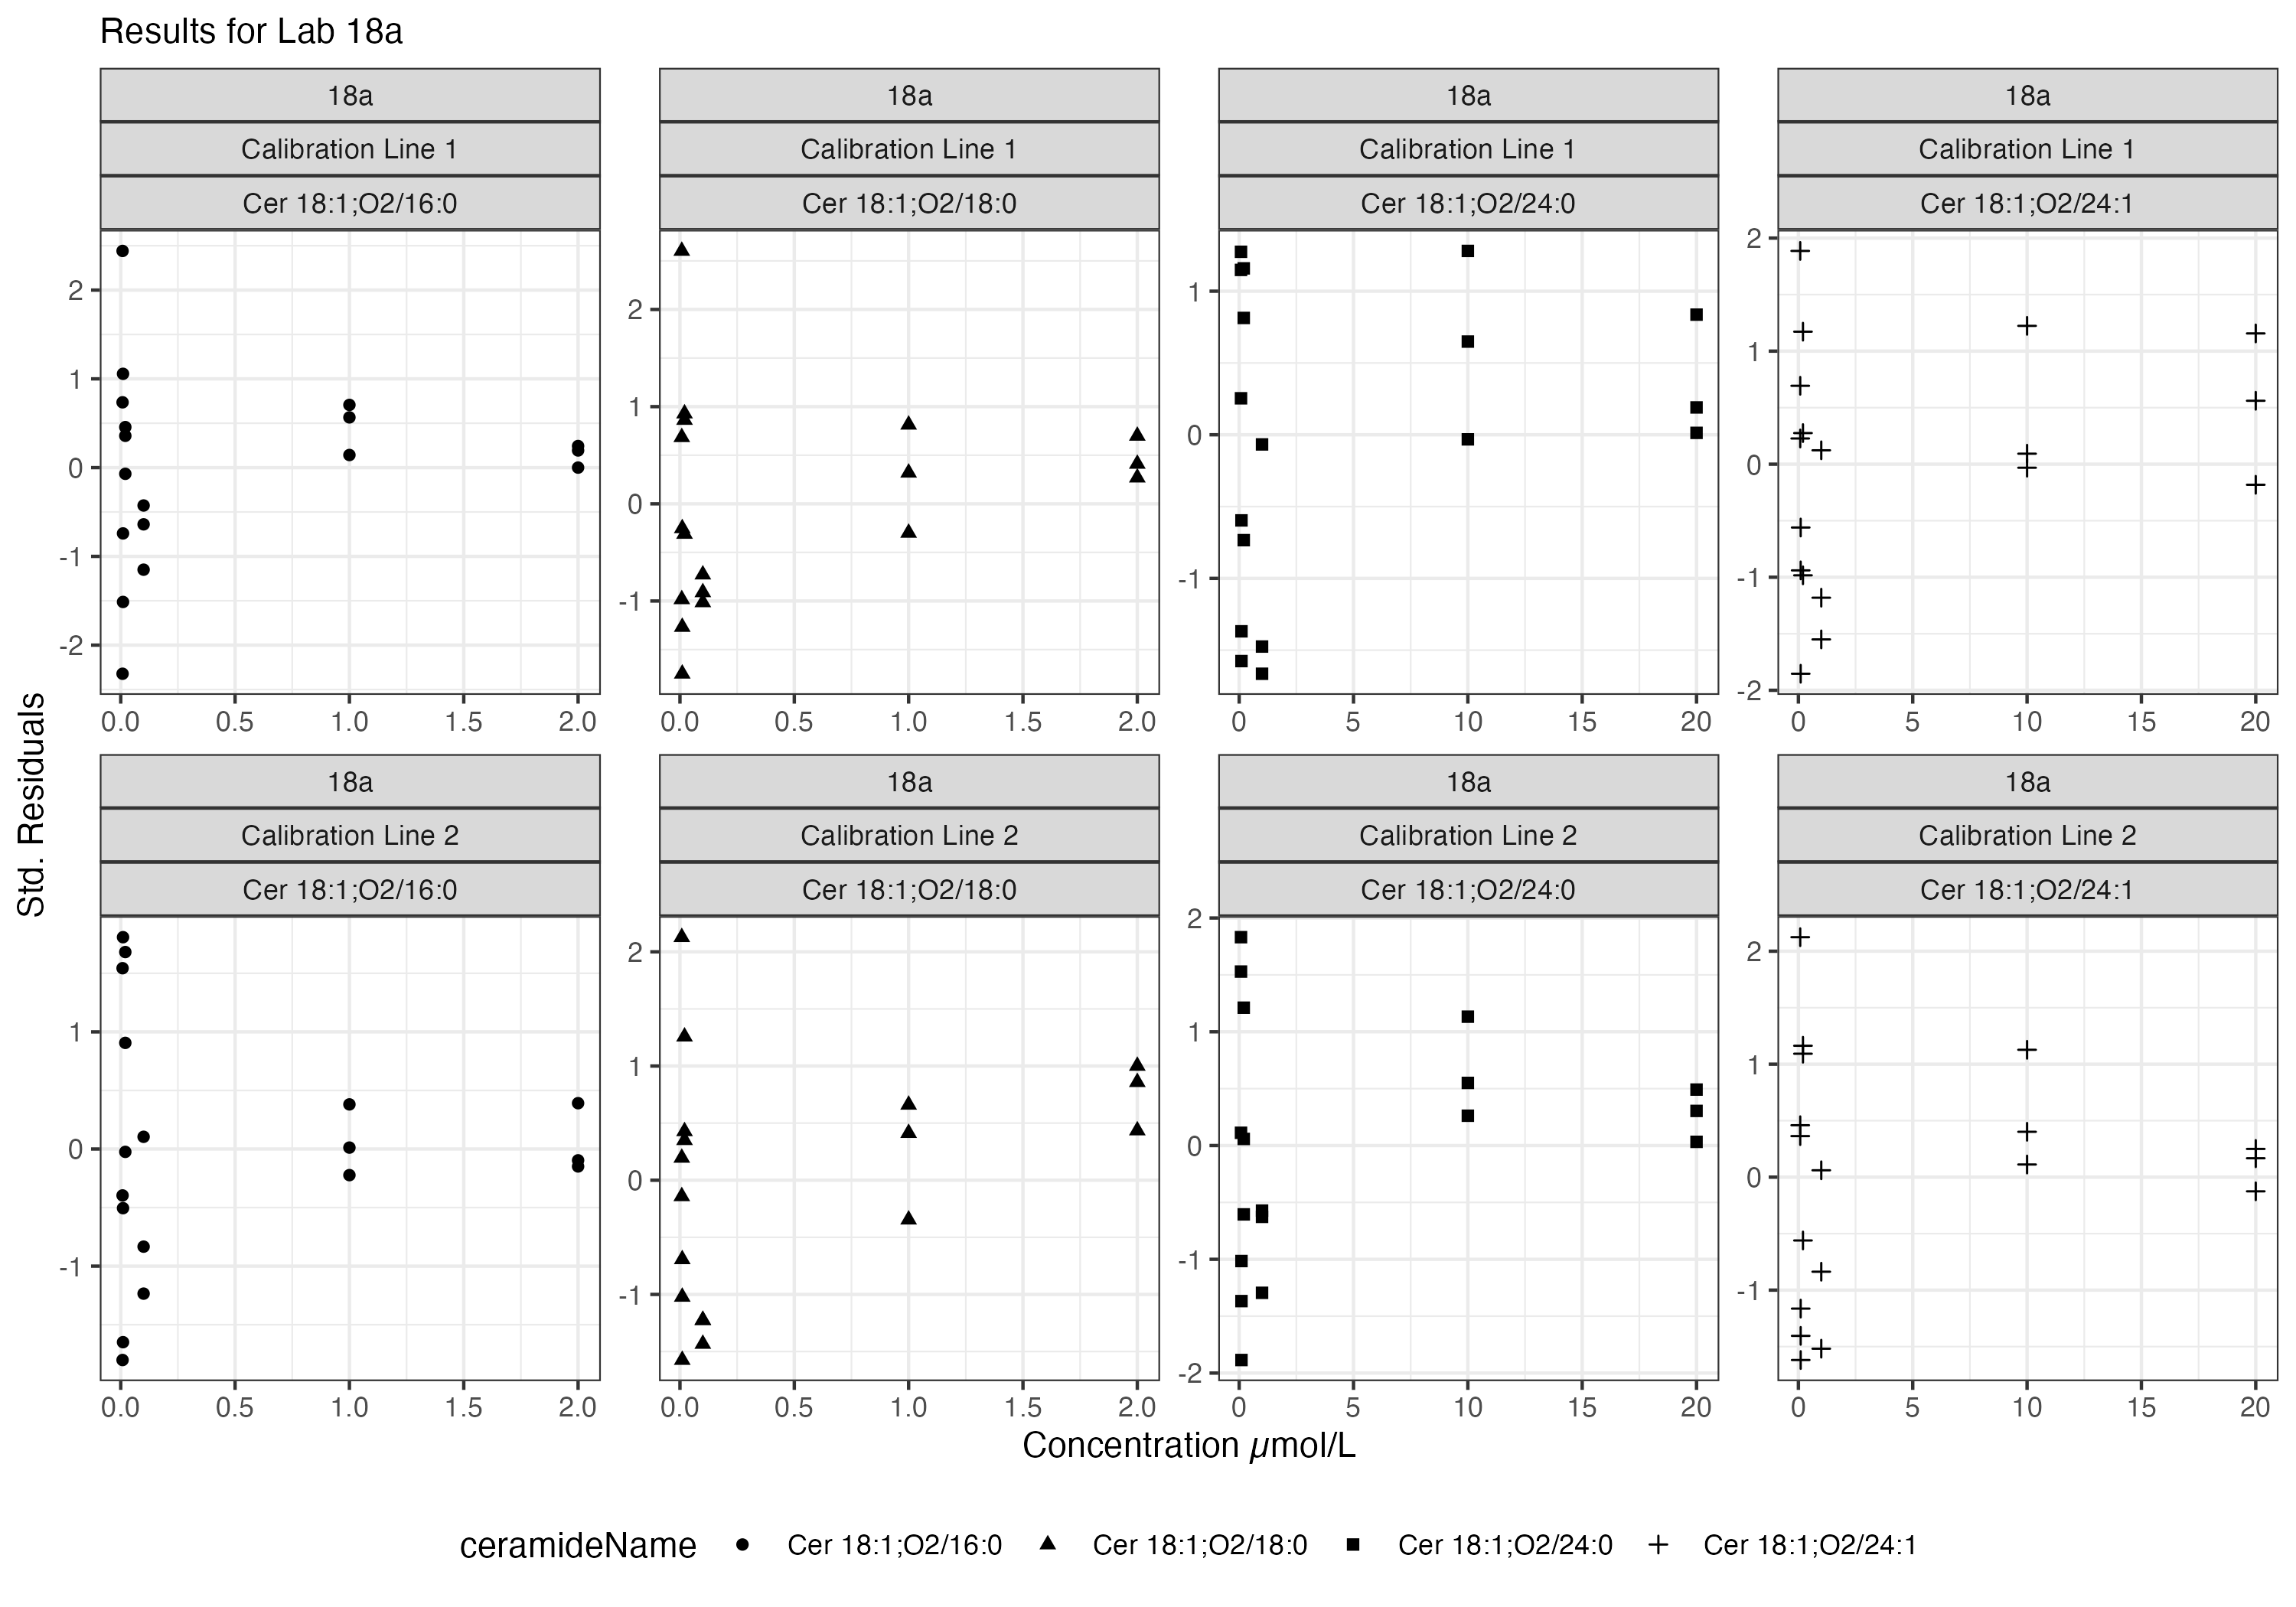 Results for Lab 18a
18a
Calibration Line 1
Cer 18:1;O2/16:0
2
1
0
-1
-2
0.0 0.5 1.0 1.5 2.0
18a
Calibration Line 1
Cer 18:1;O2/18:0
2
1
0
-1
0.0 0.5 1.0 1.5 2.0
18a
Calibration Line 1
Cer 18:1;O2/24:0
1
0
-1
0 5 10 15 20
18a
Calibration Line 1
Cer 18:1;O2/24:1
2
1
0
-1
-2
0 5 10 15 20
Std. Residuals
18a
Calibration Line 2
Cer 18:1;O2/16:0
1
0
-1
0.0 0.5 1.0 1.5 2.0
18a
Calibration Line 2
Cer 18:1;O2/18:0
2
1
0
-1
0.0 0.5 1.0 1.5 2.0
18a
Calibration Line 2
Cer 18:1;O2/24:0
2
1
0
-1
-2
0 5 10 15 20
18a
Calibration Line 2
Cer 18:1;O2/24:1
2
1
0
-1
0 5 10 15 20
Concentration µmol/L
ceramideName Cer 18:1;O2/16:0 Cer 18:1;O2/18:0 Cer 18:1;O2/24:0 Cer 18:1;O2/24:1